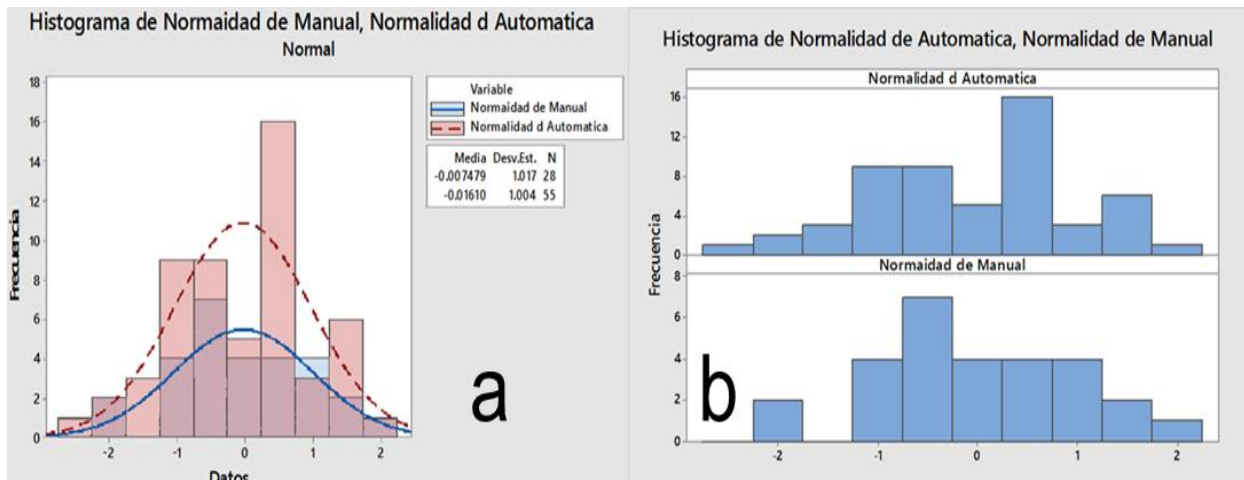 Histograma de Normaidad de Manual, Normalidad d Automatica
Normal
18
16
14
12
10
8
6
4
2
0
Frecuencia
-2 -1 0 1 2
Datos
Variable
Normaidad de Manual
Normalidad d Automatica
Media Desv.Est. N
-0.007479 1.017 28
-0.01610 1.004 55
a
Histograma de Normalidad de Automatica, Normalidad de Manual
Normalidad d Automatica
16
12
8
4
0
Normaidad de Manual
8
6
4
2
0
Frecuencia
-2 -1 0 1 2
b